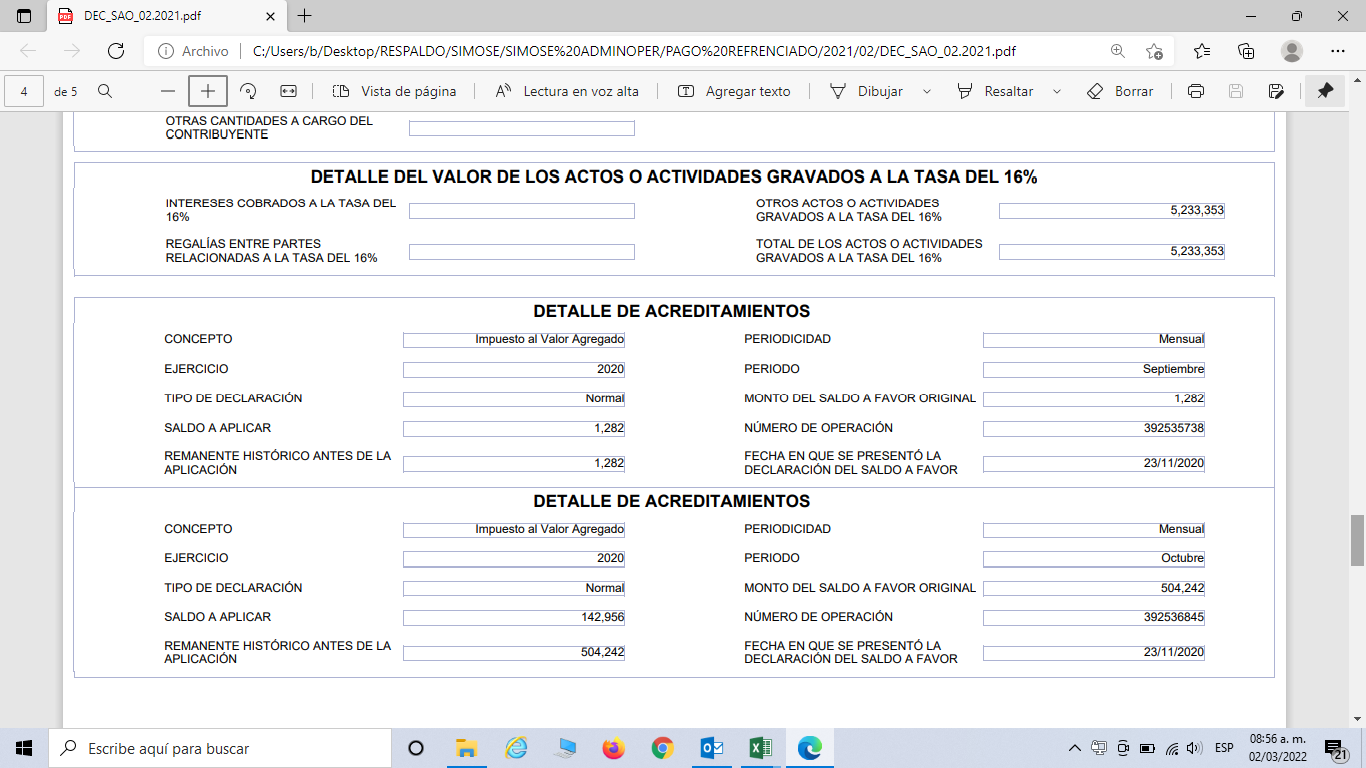 DEC_SAO_02.2021.pdf
Archivo C:/Users/b/Desktop/RESPALDO/SIMOSE/SIMOSE%20ADMINOPER/PAGO%20REFRENCIADO/2021/02/DEC_SAO_02.2021.pdf
4 de 5 Vista de página Lectura en voz alta Agregar texto Dibujar Resaltar Borrar
OTRAS CANTIDADES A CARGO DEL
CONTRIBUYENTE
DETALLE DEL VALOR DE LOS ACTOS O ACTIVIDADES GRAVADOS A LA TASA DEL 16%
INTERESES COBRADOS A LA TASA DEL
16%
OTROS ACTOS O ACTIVIDADES
GRAVADOS A LA TASA DEL 16%
5,233,353
REGALÍAS ENTRE PARTES
RELACIONADAS A LA TASA DEL 16%
TOTAL DE LOS ACTOS O ACTIVIDADES
GRAVADOS A LA TASA DEL 16%
5,233,353
DETALLE DE ACREDITAMIENTOS
CONCEPTO Impuesto al Valor Agregado PERIODICIDAD Mensual
EJERCICIO 2020 PERIODO Septiembre
TIPO DE DECLARACIÓN Normal MONTO DEL SALDO A FAVOR ORIGINAL 1,282
SALDO A APLICAR 1,282 NÚMERO DE OPERACIÓN 392535738
REMANENTE HISTÓRICO ANTES DE LA
APLICACIÓN
1,282
FECHA EN QUE SE PRESENTÓ LA
DECLARACIÓN DEL SALDO A FAVOR
23/11/2020
DETALLE DE ACREDITAMIENTOS
CONCEPTO Impuesto al Valor Agregado PERIODICIDAD Mensual
EJERCICIO 2020 PERIODO Octubre
TIPO DE DECLARACIÓN Normal MONTO DEL SALDO A FAVOR ORIGINAL 504,242
SALDO A APLICAR 142,956 NÚMERO DE OPERACIÓN 392536845
REMANENTE HISTÓRICO ANTES DE LA
APLICACIÓN
504,242
FECHA EN QUE SE PRESENTÓ LA
DECLARACIÓN DEL SALDO A FAVOR
23/11/2020
Escribe aquí para buscar
ESP
08:56 a. m.
02/03/2022
21